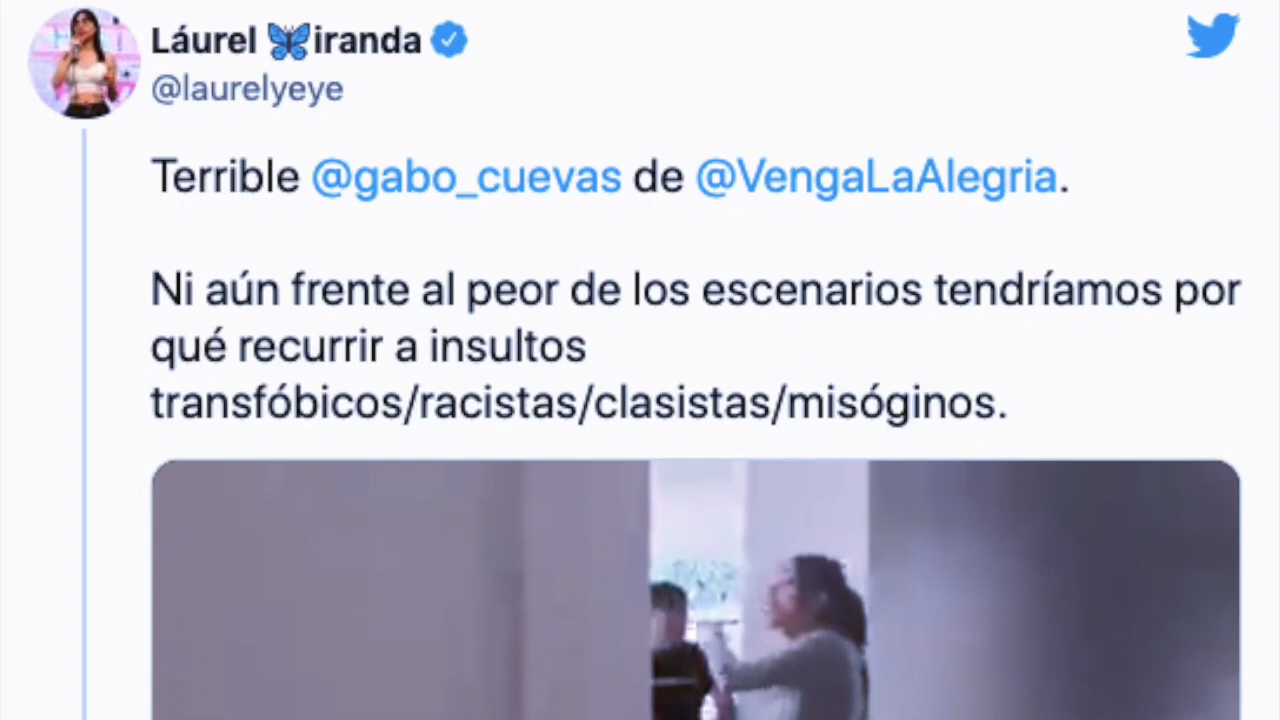 Láurel 🦋iranda
@laurelyeye
Terrible @gabo_cuevas de @VengaLaAlegria.
Ni aún frente al peor de los escenarios tendríamos por
qué recurrir a insultos
transfóbicos/racistas/clasistas/misóginos.